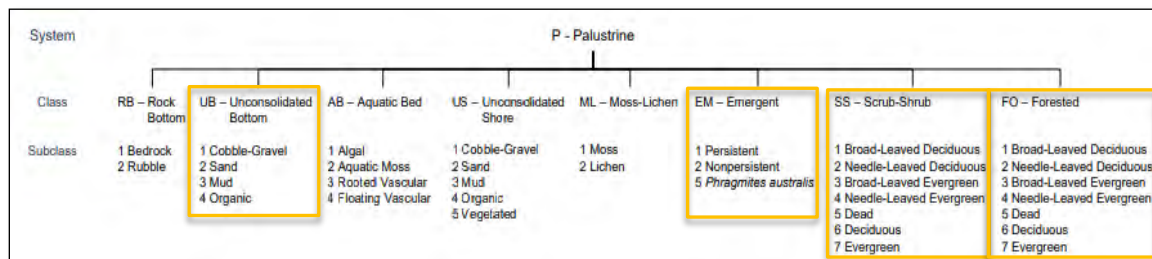 System
P - Palustrine
Class
RB – Rock
Bottom
UB – Unconsolidated
Bottom
AB – Aquatic Bed
US – Unconsolidated
Shore
ML – Moss-Lichen
EM – Emergent
SS – Scrub-Shrub
FO – Forested
Subclass
1 Bedrock
2 Rubble
1 Cobble-Gravel
2 Sand
3 Mud
4 Organic
1 Algal
2 Aquatic Moss
3 Rooted Vascular
4 Floating Vascular
1 Cobble-Gravel
2 Sand
3 Mud
4 Organic
5 Vegetated
1 Moss
2 Lichen
1 Persistent
2 Nonpersistent
5 Phragmites australis
1 Broad-Leaved Deciduous
2 Needle-Leaved Deciduous
3 Broad-Leaved Evergreen
4 Needle-Leaved Evergreen
5 Dead
6 Deciduous
7 Evergreen
1 Broad-Leaved Deciduous
2 Needle-Leaved Deciduous
3 Broad-Leaved Evergreen
4 Needle-Leaved Evergreen
5 Dead
6 Deciduous
7 Evergreen